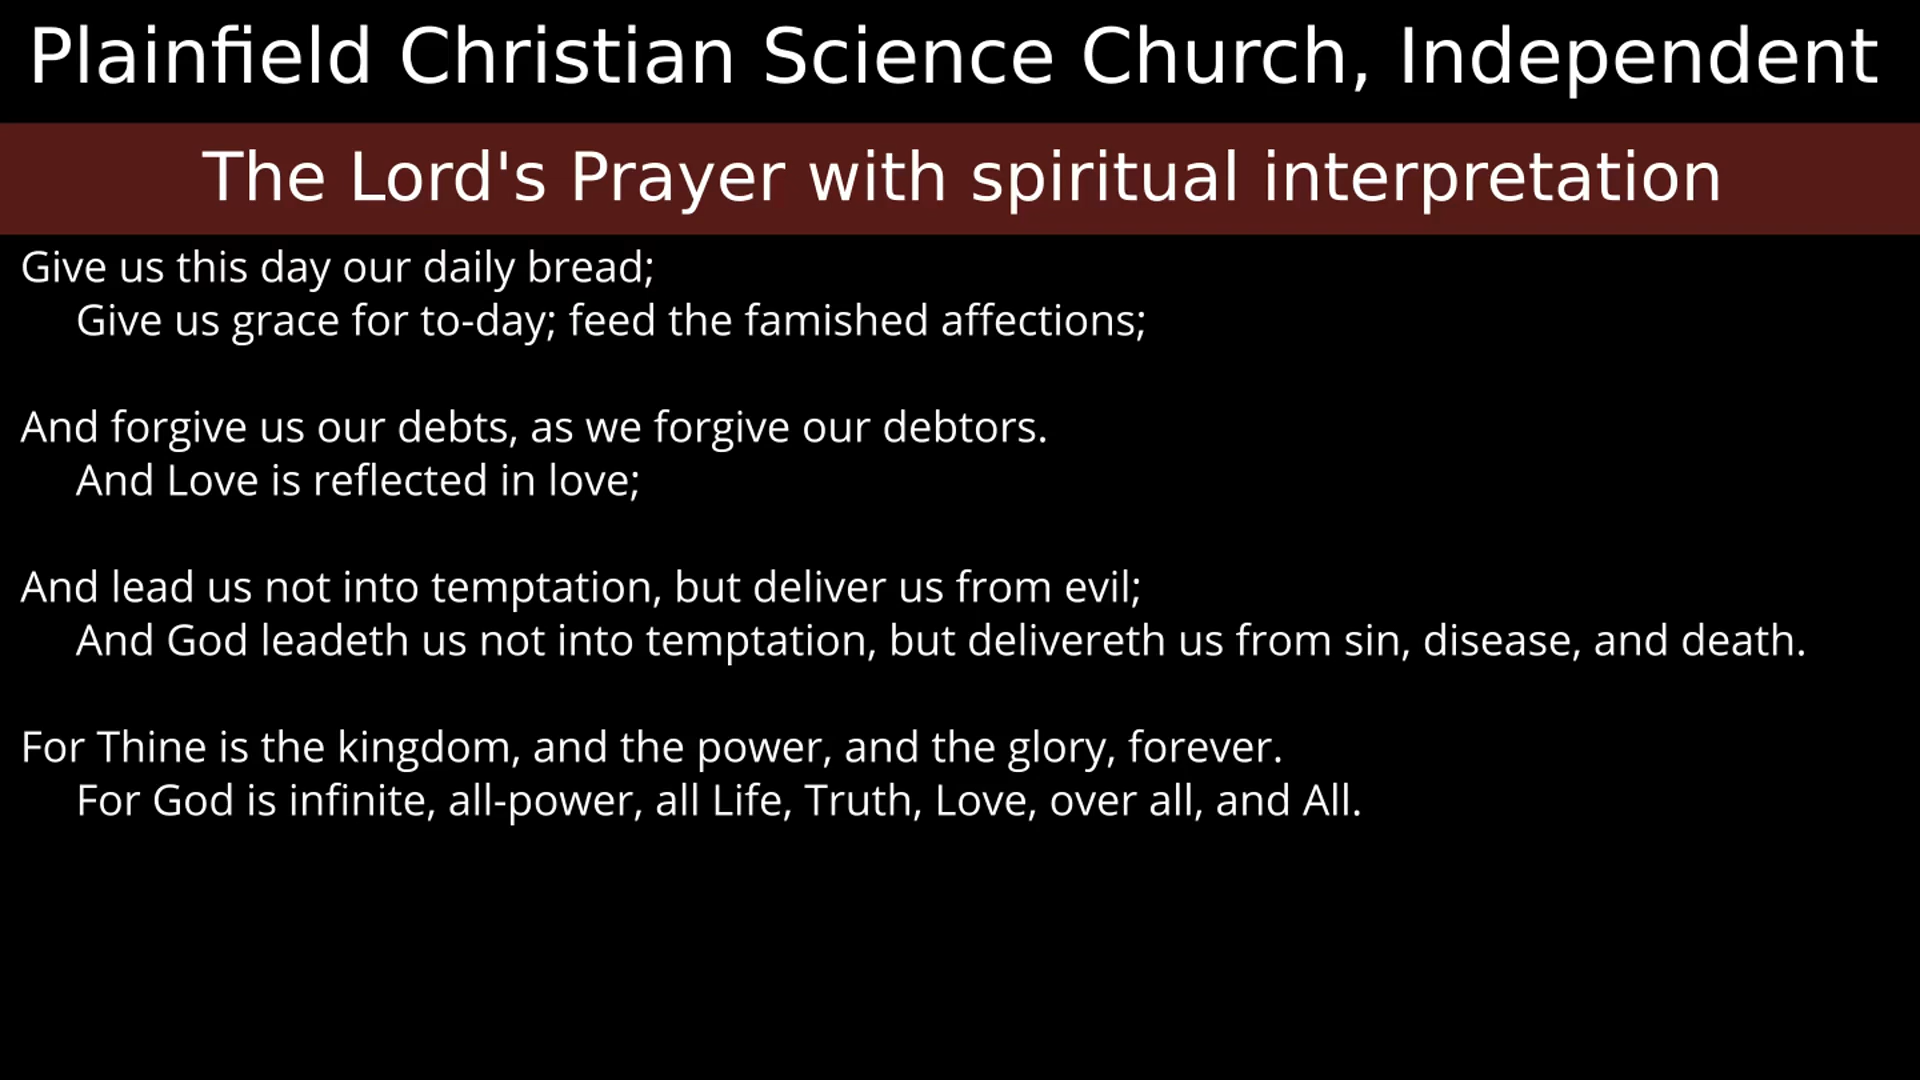 Plainfield Christian Science Church, Independent
The Lord's Prayer with spiritual interpretation
Give us this day our daily bread;
Give us grace for to-day; feed the famished affections;
And forgive us our debts, as we forgive our debtors.
And Love is reflected in love;
And lead us not into temptation, but deliver us from evil;
And God leadeth us not into temptation, but delivereth us from sin, disease, and death.
For Thine is the kingdom, and the power, and the glory, forever.
For God is infinite, all-power, all Life, Truth, Love, over all, and All.